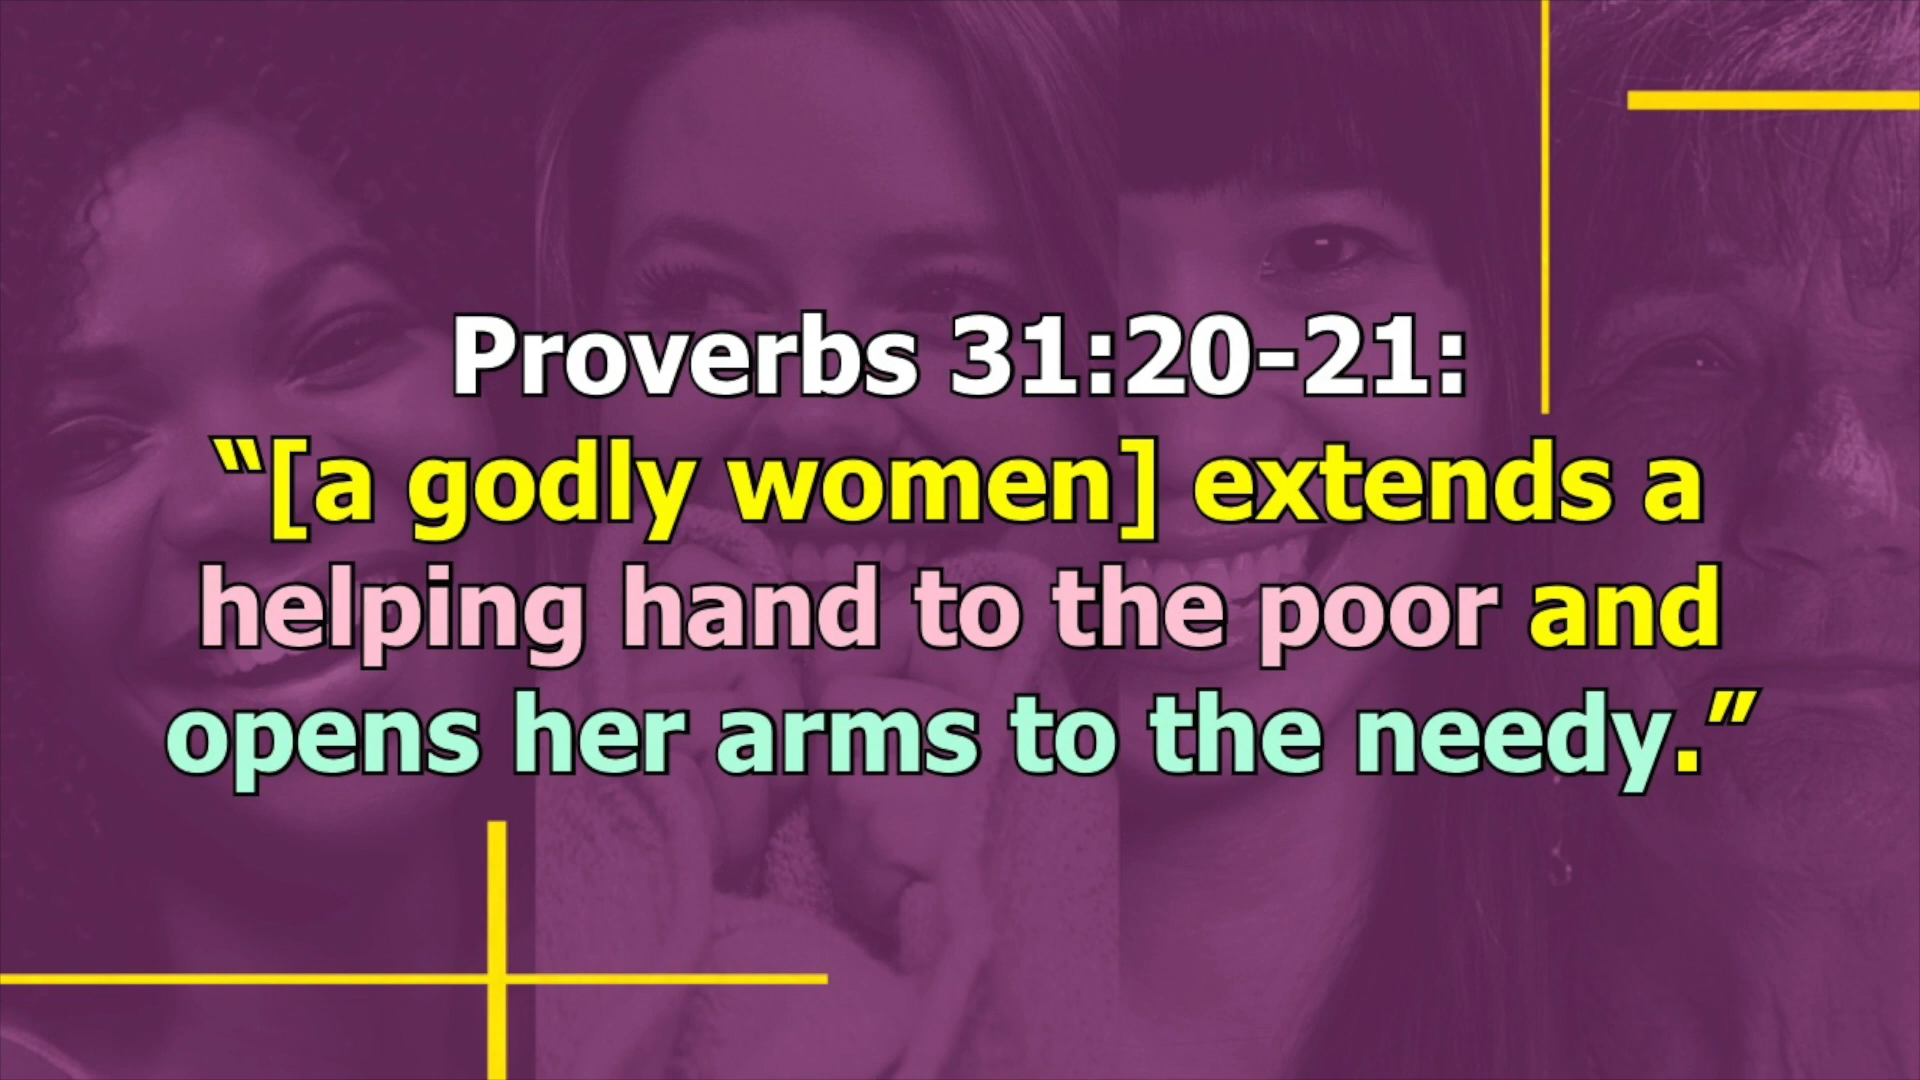 Proverbs 31:20-21:
“[a godly women] extends a
helping hand to the poor and
opens her arms to the needy.”